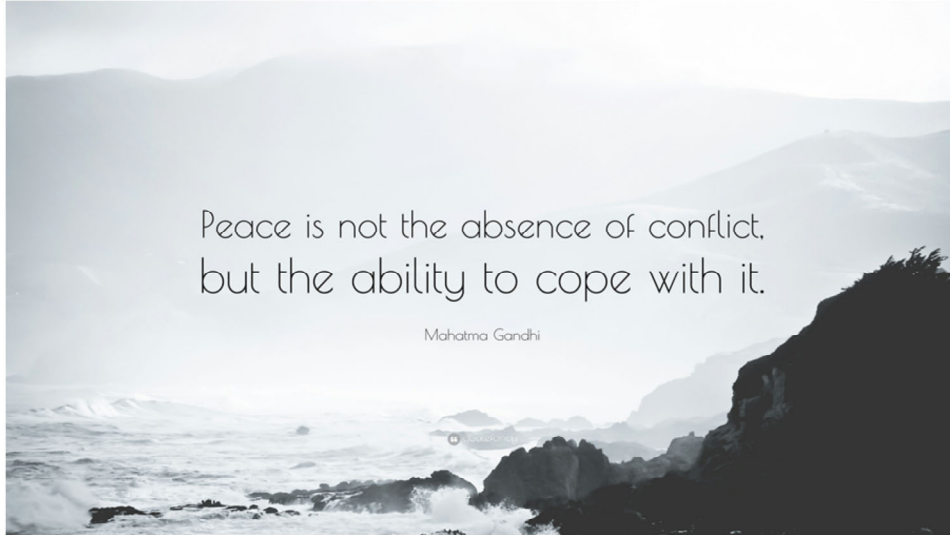 Peace is not the absence of conflict,
but the ability to cope with it.
Mahatma Gandhi